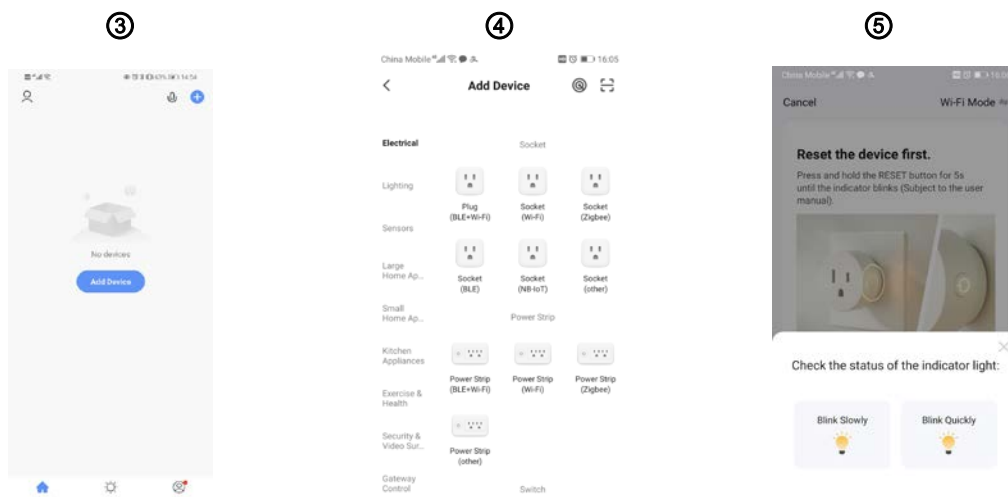 ③
④
⑤
14:54
No devices
Add Device
China Mobile
16:05
Add Device
Electrical
Lighting
Sensors
Large
Home Ap...
Small
Home Ap...
Kitchen
Appliances
Exercise &
Health
Security &
Video Sur...
Gateway
Control
Socket
Plug
(BLE+Wi-Fi)
Socket
(Wi-Fi)
Socket
(Zigbee)
Socket
(BLE)
Socket
(NB-IoT)
Socket
(other)
Power Strip
Power Strip
(BLE+Wi-Fi)
Power Strip
(Wi-Fi)
Power Strip
(Zigbee)
Power Strip
(other)
Switch
China Mobile
Cancel
Wi-Fi Mode
Reset the device first.
Press and hold the RESET button for 5s
until the indicator blinks (Subject to the user
manual).
Check the status of the indicator light:
Blink Slowly
Blink Quickly